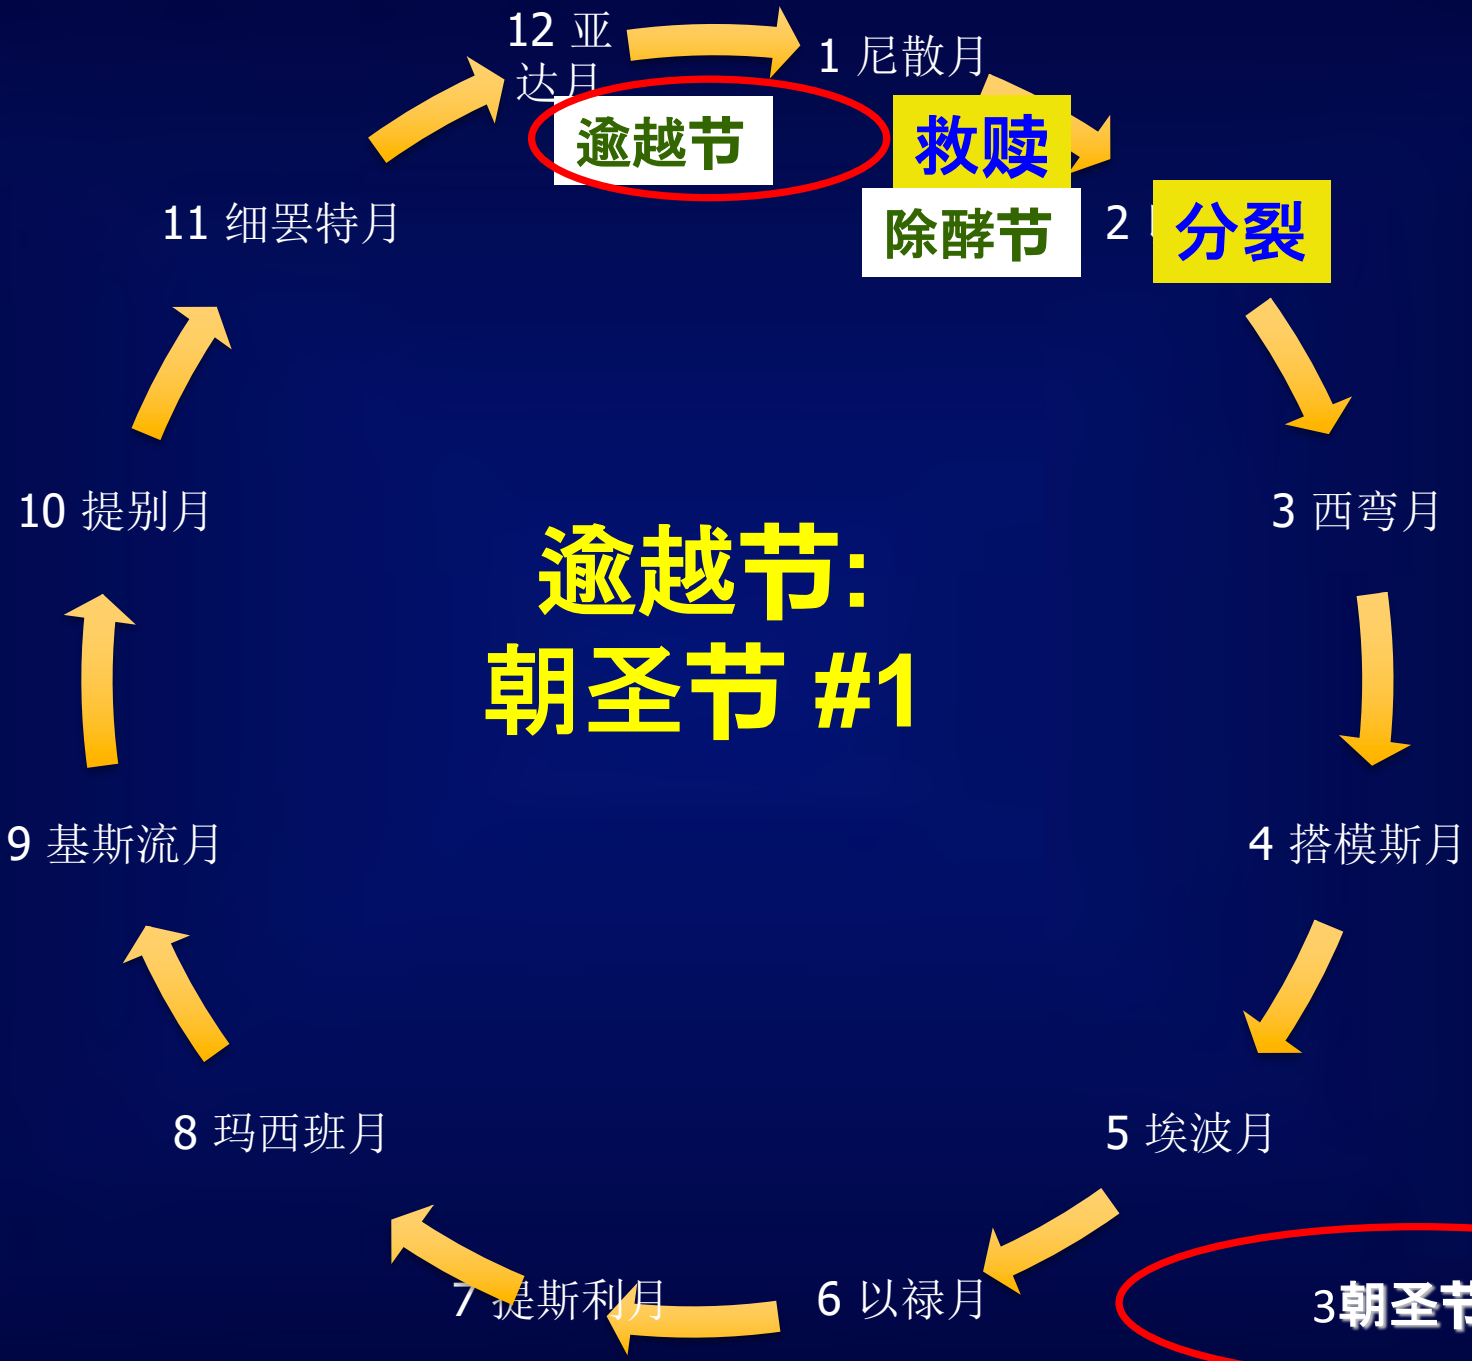 12 亚
达月
1 尼散月
逾越节
救赎
除酵节
2
分裂
11 细罢特月
10 提别月
3 西弯月
逾越节:
朝圣节 #1
9 基斯流月
4 搭模斯月
8 玛西班月
5 埃波月
7 提斯利月
6 以禄月
3朝圣节